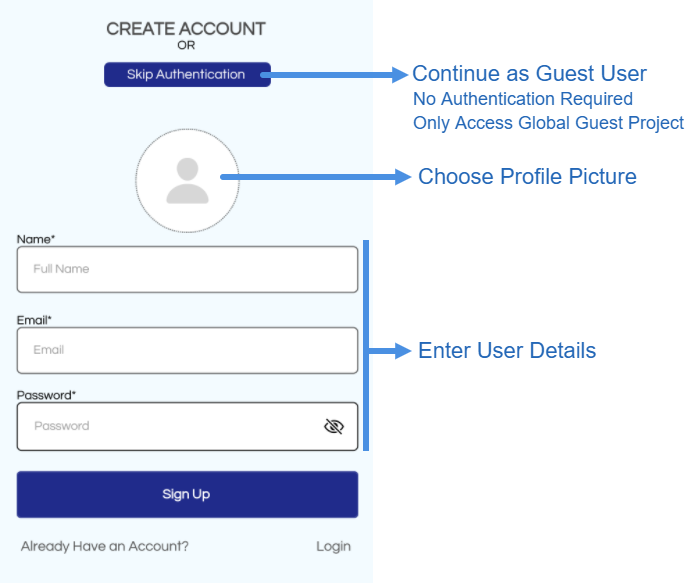 CREATE ACCOUNT
OR
Skip Authentication
Continue as Guest User
No Authentication Required
Only Access Global Guest Project
Choose Profile Picture
Name*
Full Name
Email*
Email
Enter User Details
Password*
Password
Sign Up
Already Have an Account?
Login